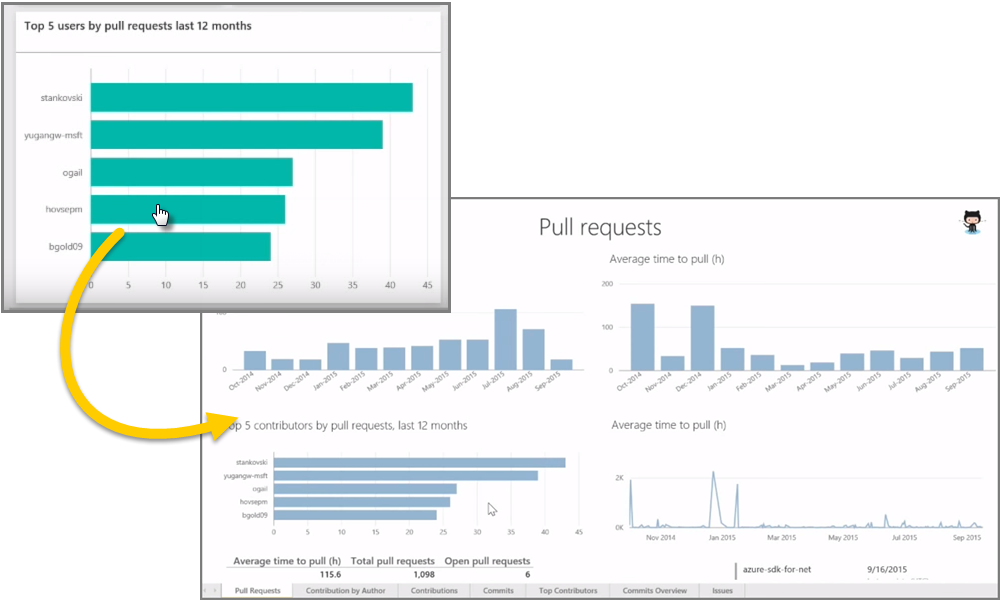 Top 5 users by pull requests last 12 months
stankovski
yugangw-msft
ogail
hovsepm
bgold09
0 5 10 15 20 25 30 35 40 45
Pull requests
Average time to pull (h)
200
100
0
Oct-2014 Nov-2014 Dec-2014 Jan-2015 Feb-2015 Mar-2015 Apr-2015 May-2015 Jun-2015 Jul-2015 Aug-2015 Sep-2015
0
Oct-2014 Nov-2014 Dec-2014 Jan-2015 Feb-2015 Mar-2015 Apr-2015 May-2015 Jun-2015 Jul-2015 Aug-2015 Sep-2015
op 5 contributors by pull requests, last 12 months
stankovski
yugangw-msft
ogail
hovsepm
bgold09
0 5 10 15 20 25 30 35 40 45
Average time to pull (h)
2K
0K
Nov 2014 Jan 2015 Mar 2015 May 2015 Jul 2015 Sep 2015
Average time to pull (h) Total pull requests Open pull requests
115.6 1,098 6
azure-sdk-for-net 9/16/2015
Pull Requests Contribution by Author Contributions Commits Top Contributors Commits Overview Issues